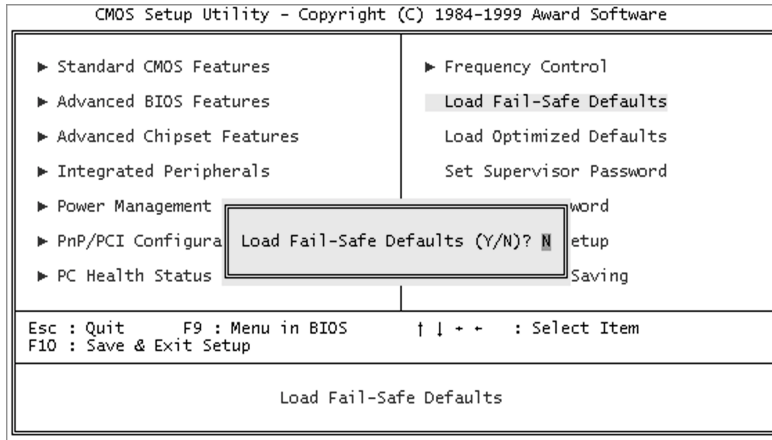 CMOS Setup Utility - Copyright (C) 1984-1999 Award Software
► Standard CMOS Features
► Advanced BIOS Features
► Advanced Chipset Features
► Integrated Peripherals
► Power Management
► PnP/PCI Configura
► PC Health Status
► Frequency Control
Load Fail-Safe Defaults
Load Optimized Defaults
Set Supervisor Password
word
etup
Saving
Load Fail-Safe Defaults (Y/N)? N
Esc : Quit F9 : Menu in BIOS ↑ ↓ ← ← : Select Item
F10 : Save & Exit Setup
Load Fail-Safe Defaults